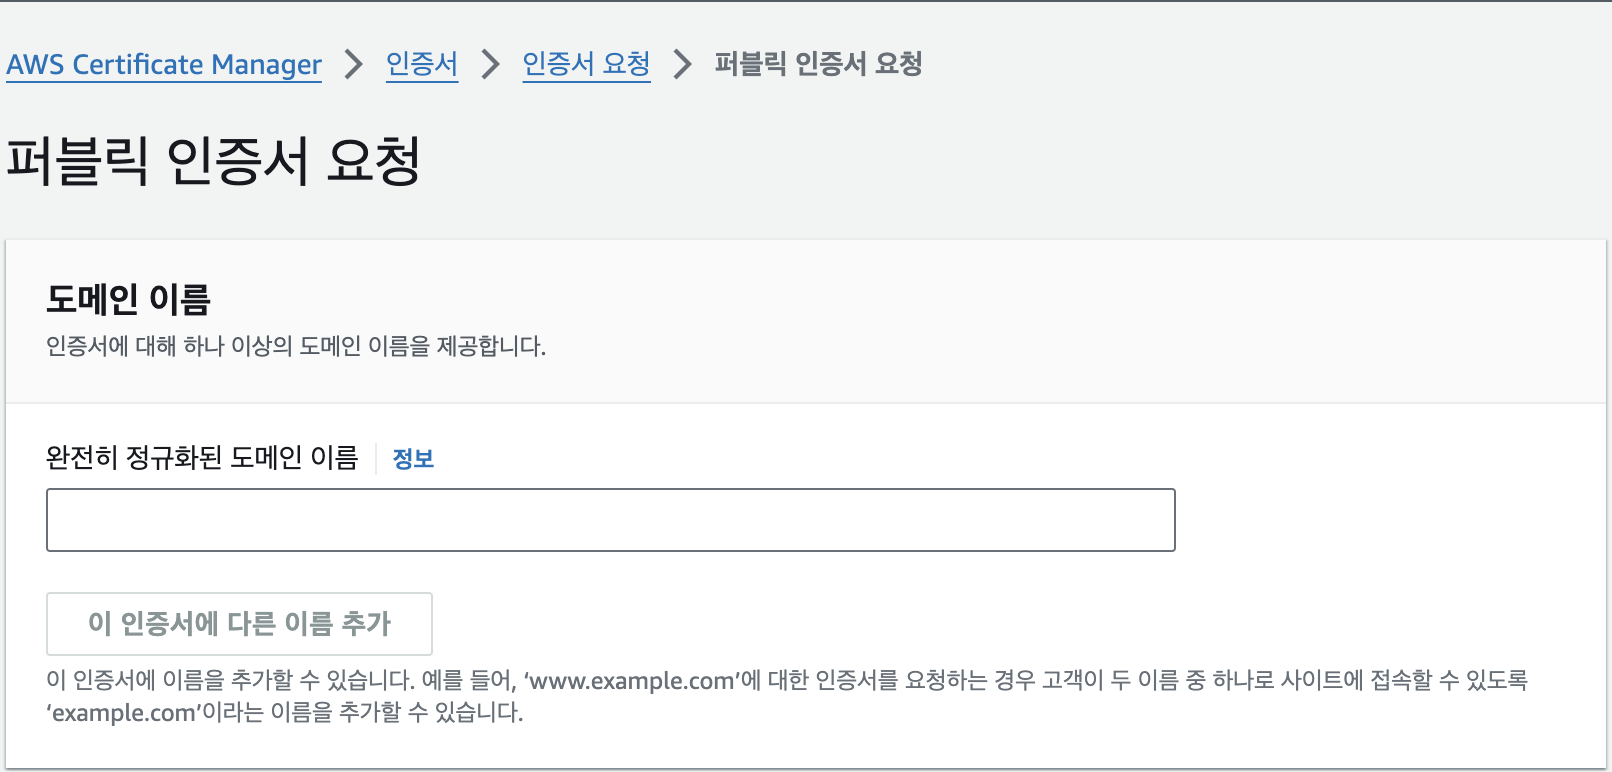 AWS Certificate Manager > 인증서 > 인증서 요청 > 퍼블릭 인증서 요청
퍼블릭 인증서 요청
도메인 이름
인증서에 대해 하나 이상의 도메인 이름을 제공합니다.
완전히 정규화된 도메인 이름 정보
이 인증서에 다른 이름 추가
이 인증서에 이름을 추가할 수 있습니다. 예를 들어, ‘www.example.com’에 대한 인증서를 요청하는 경우 고객이 두 이름 중 하나로 사이트에 접속할 수 있도록
‘example.com’이라는 이름을 추가할 수 있습니다.